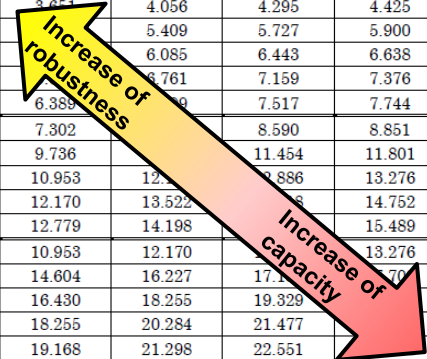 4.056 4.295 4.425
5.409 5.727 5.900
6.085 6.443 6.638
7.159 7.376
6.389 7.517 7.744
7.302 8.590 8.851
9.736 11.454 11.801
10.953 13.276
12.170 13.522 14.752
12.779 14.198 15.489
10.953 12.170 13.276
14.604 16.227
16.430 18.255 19.329
18.255 20.284 21.477
19.168 21.298 22.551
Increase of
robustness
Increase of
capacity